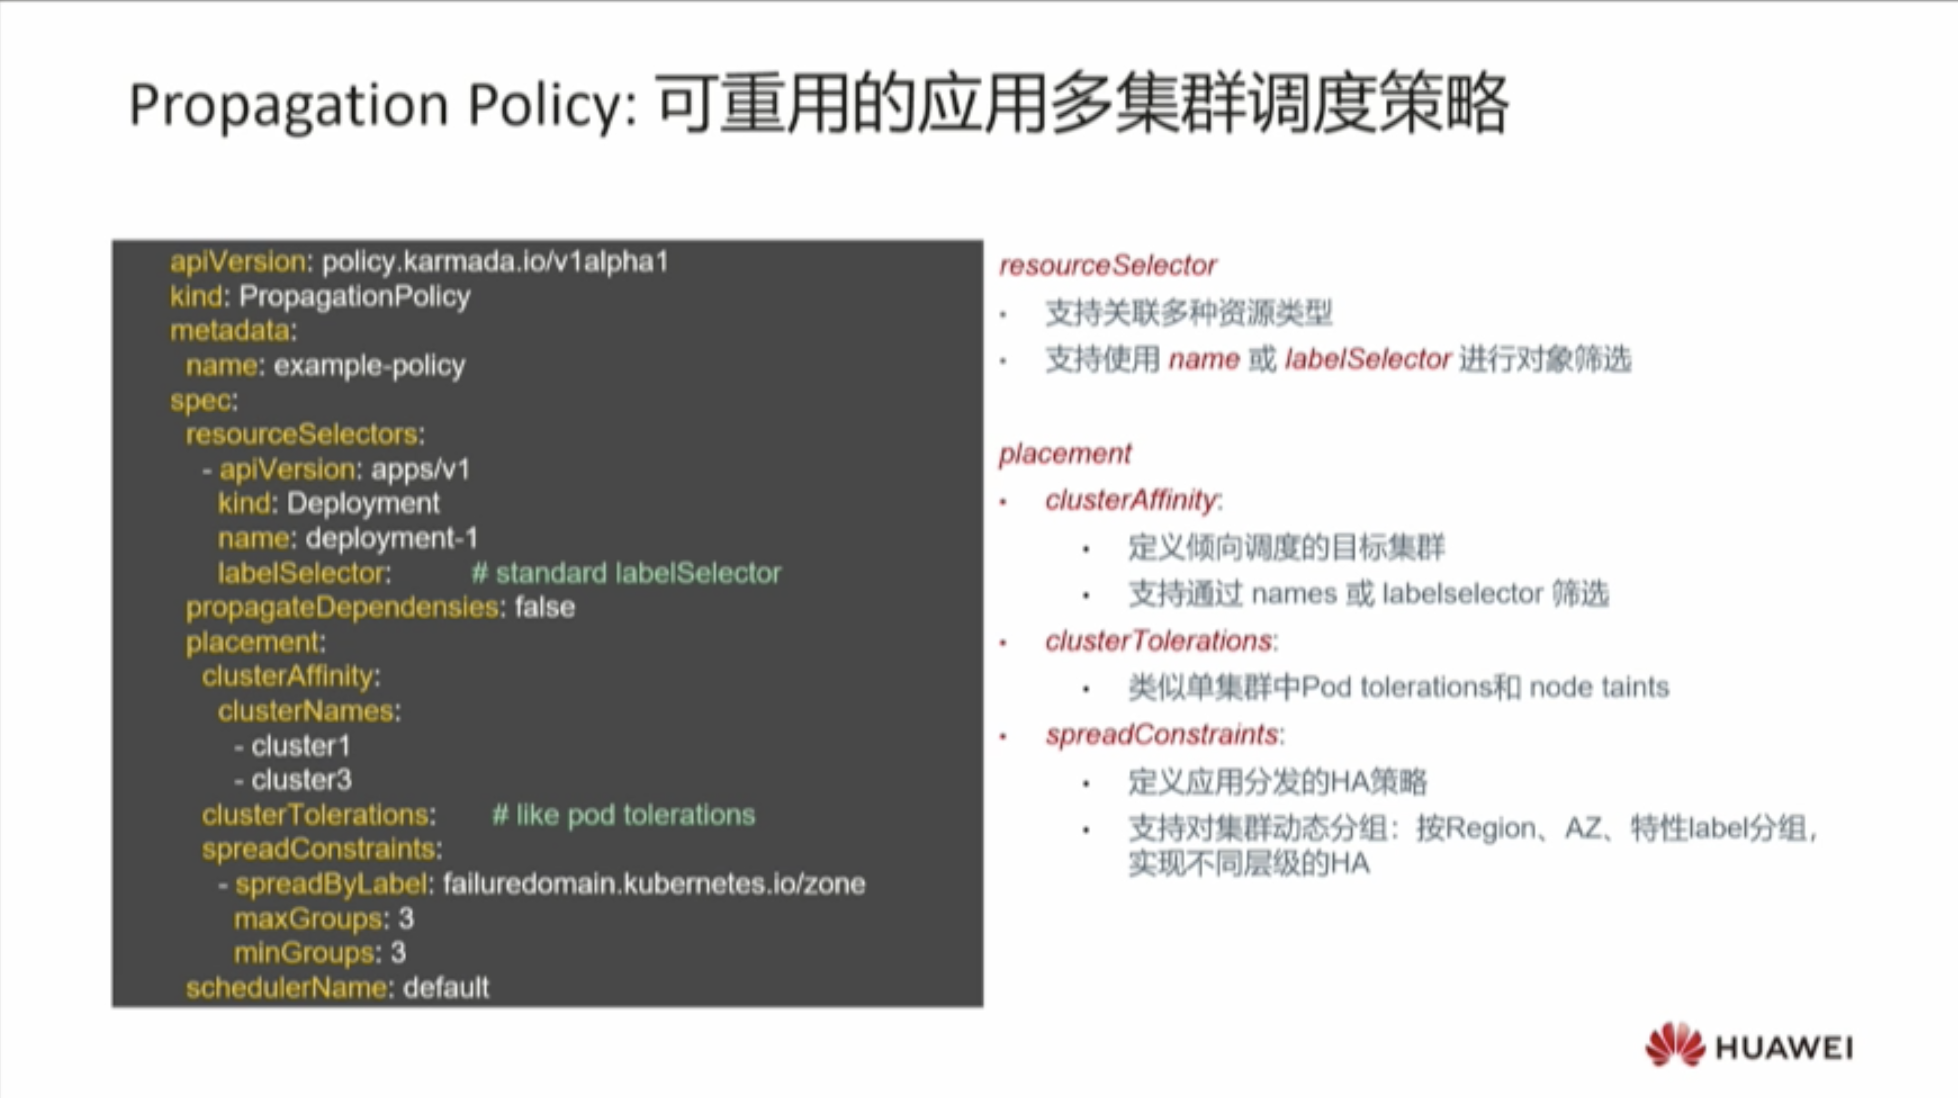 Propagation Policy: 可重用的应用多集群调度策略
apiVersion: policy.karmada.io/v1alpha1
kind: PropagationPolicy
metadata:
name: example-policy
spec:
resourceSelectors:
- apiVersion: apps/v1
kind: Deployment
name: deployment-1
labelSelector: # standard labelSelector
propagateDependensies: false
placement:
clusterAffinity:
clusterNames:
- cluster1
- cluster3
clusterTolerations: # like pod tolerations
spreadConstraints:
- spreadByLabel: failuredomain.kubernetes.io/zone
maxGroups: 3
minGroups: 3
schedulerName: default
resourceSelector
· 支持关联多种资源类型
· 支持使用 name 或 labelSelector 进行对象筛选
placement
· clusterAffinity:
· 定义倾向调度的目标集群
· 支持通过 names 或 labelselector 筛选
· clusterTolerations:
· 类似单集群中Pod tolerations和 node taints
· spreadConstraints:
· 定义应用分发的HA策略
· 支持对集群动态分组：按Region、AZ、特性label分组，
实现不同层级的HA
HUAWEI